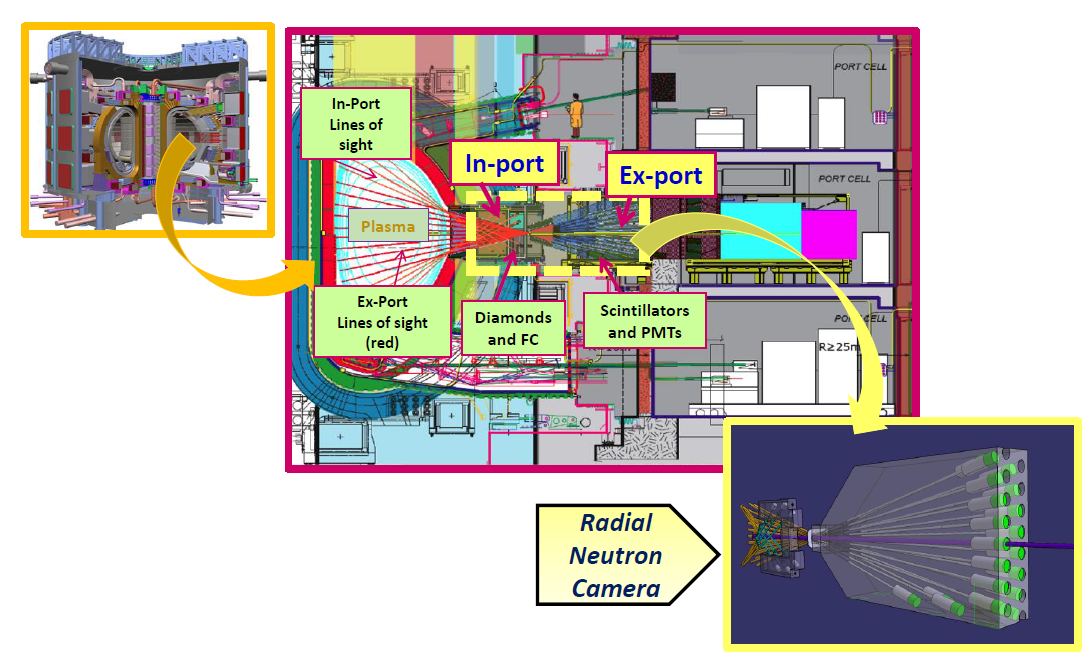 PORT CELL
In-Port
Lines of
sight
In-port
Ex-port
PORT CELL
Plasma
Ex-Port
Lines of sight
(red)
Diamonds
and FC
Scintillators
and PMTs
PORT CELL
R≥25m
Radial
Neutron
Camera